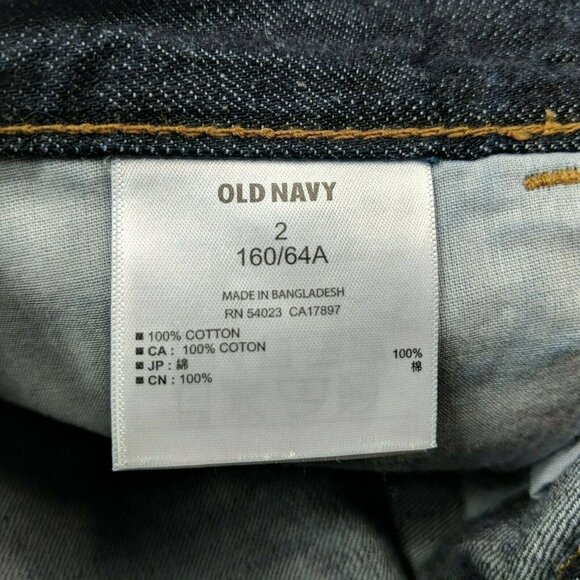 OLD NAVY
2
160/64A
MADE IN BANGLADESH
RN 54023 CA17897
100% COTTON
CA : 100% COTON
JP : 綿 100%
CN : 100% 棉